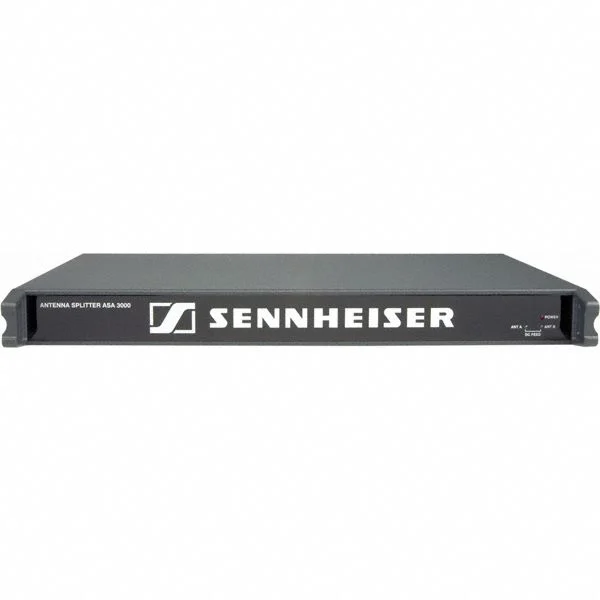 ANTENNA SPLITTER ASA 3000
SENNHEISER
POWER
ANT A ANT B
DC FEED